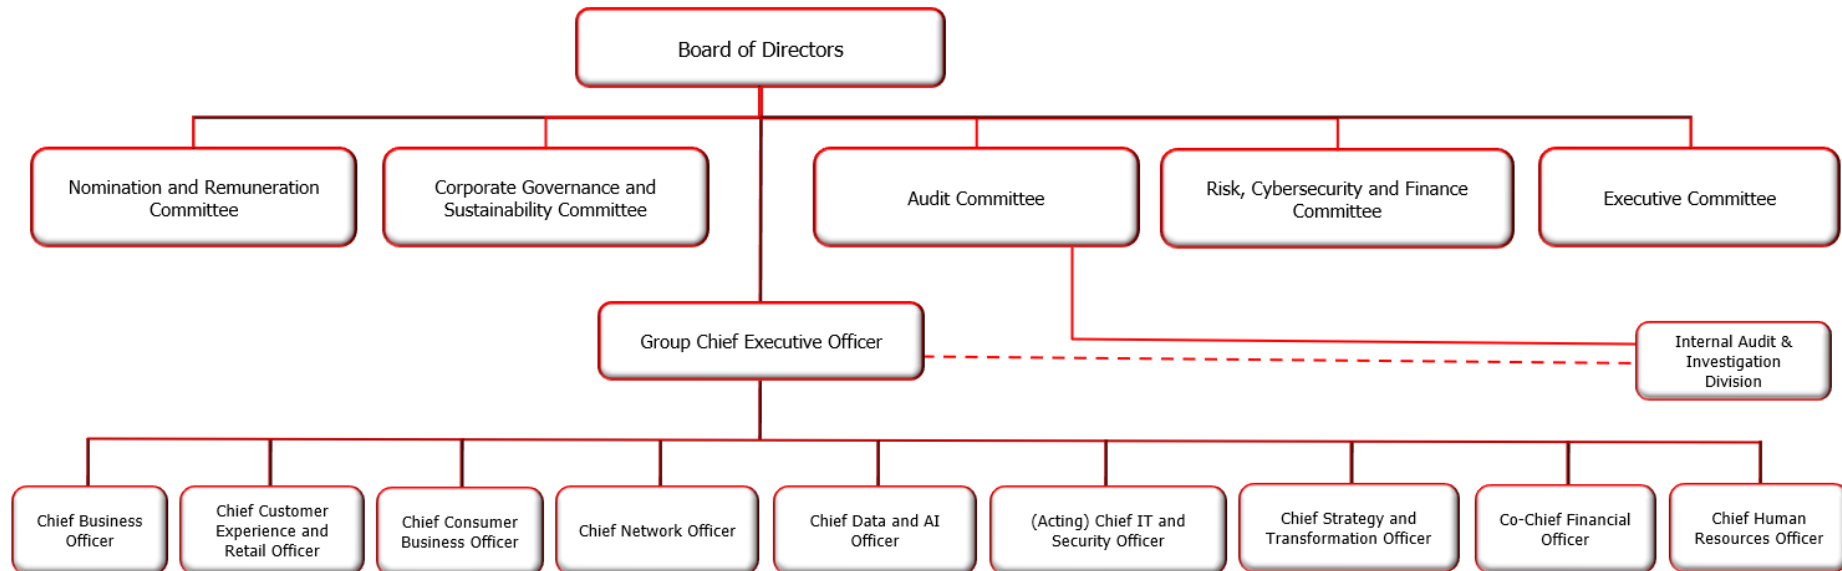 Board of Directors
Nomination and Remuneration
Committee
Corporate Governance and
Sustainability Committee
Audit Committee
Risk, Cybersecurity and Finance
Committee
Executive Committee
Group Chief Executive Officer
Internal Audit &
Investigation
Division
Chief Business
Officer
Chief Customer
Experience and
Retail Officer
Chief Consumer
Business Officer
Chief Network Officer
Chief Data and AI
Officer
(Acting) Chief IT and
Security Officer
Chief Strategy and
Transformation Officer
Co-Chief Financial
Officer
Chief Human
Resources Officer